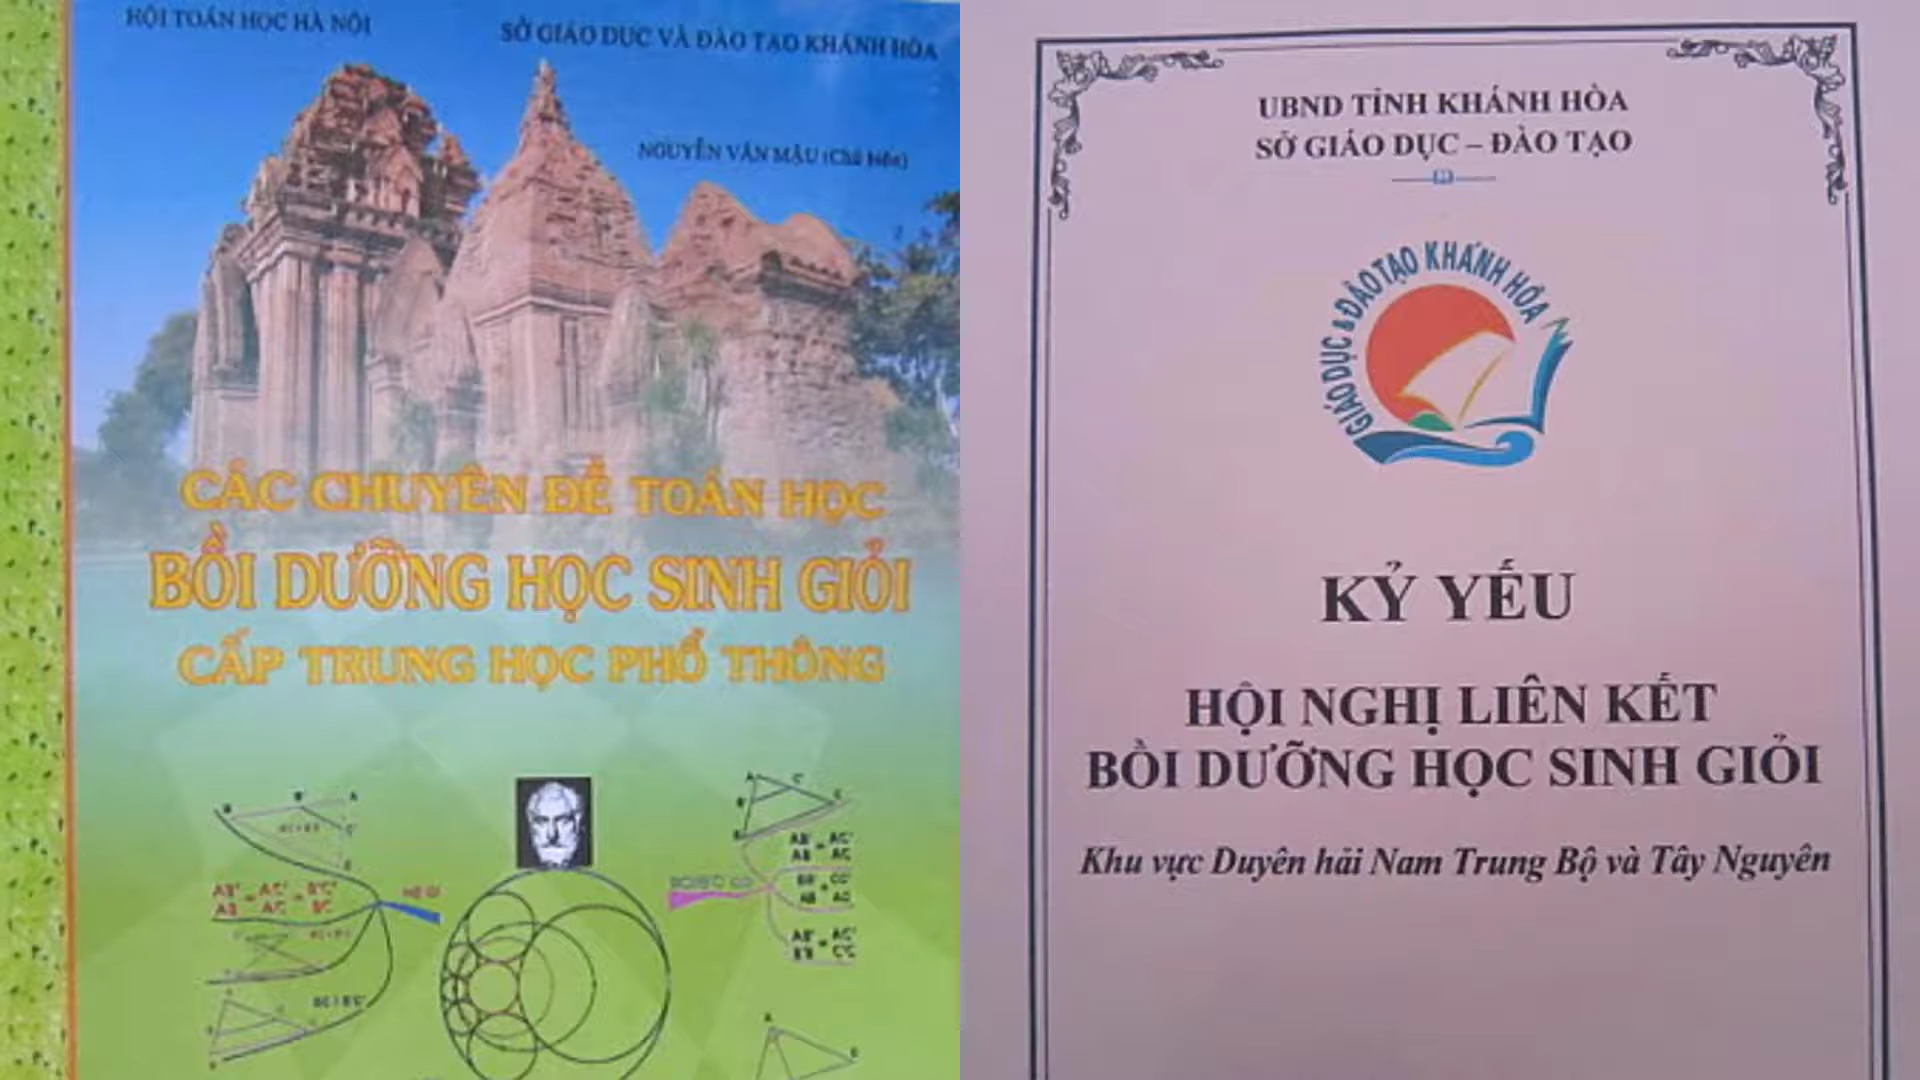 HỘI TOÁN HỌC HÀ NỘI
SỞ GIÁO DỤC VÀ ĐÀO TẠO KHÁNH HÒA
NGUYỄN VĂN MẬU (Chủ biên)
CÁC CHUYÊN ĐỀ TOÁN HỌC
BỒI DƯỠNG HỌC SINH GIỎI
CẤP TRUNG HỌC PHỔ THÔNG
UBND TỈNH KHÁNH HÒA
SỞ GIÁO DỤC – ĐÀO TẠO
GIÁO DỤC & ĐÀO TẠO KHÁNH HÒA
KỶ YẾU
HỘI NGHỊ LIÊN KẾT
BỒI DƯỠNG HỌC SINH GIỎI
Khu vực Duyên hải Nam Trung Bộ và Tây Nguyên